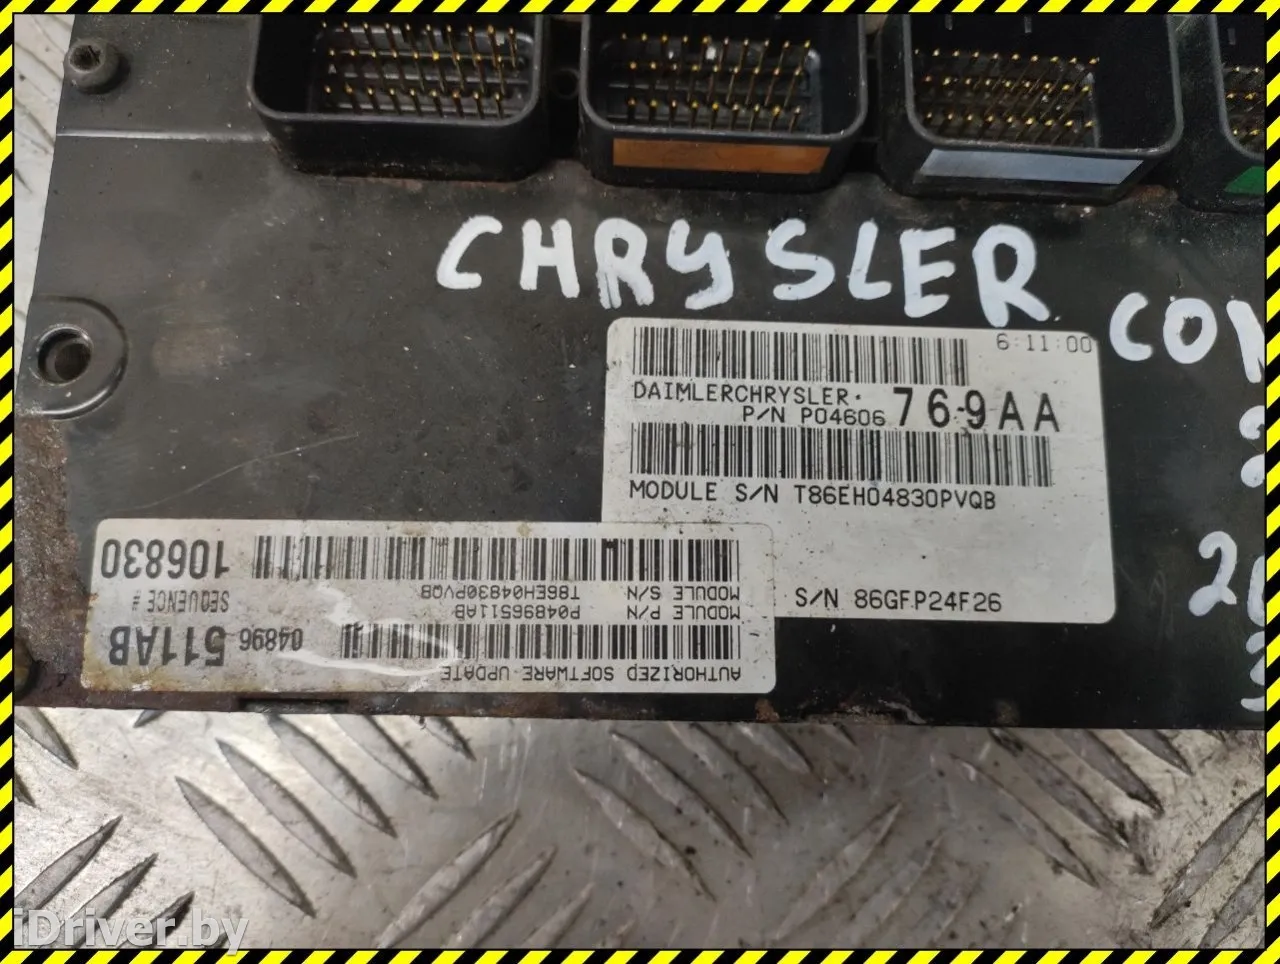 CHRYSLER
6:11:00
DAIMLERCHRYSLER.
P/N P04606 769AA
MODULE S/N T86EH04830PVQB
S/N 86GFP24F26
AUTHORIZED SOFTWARE UPDATE
04896 511AB
MODULE P/N P04896511AB
MODULE S/N T86EH04830PVQB
SEQUENCE #
106830
iDriver.by